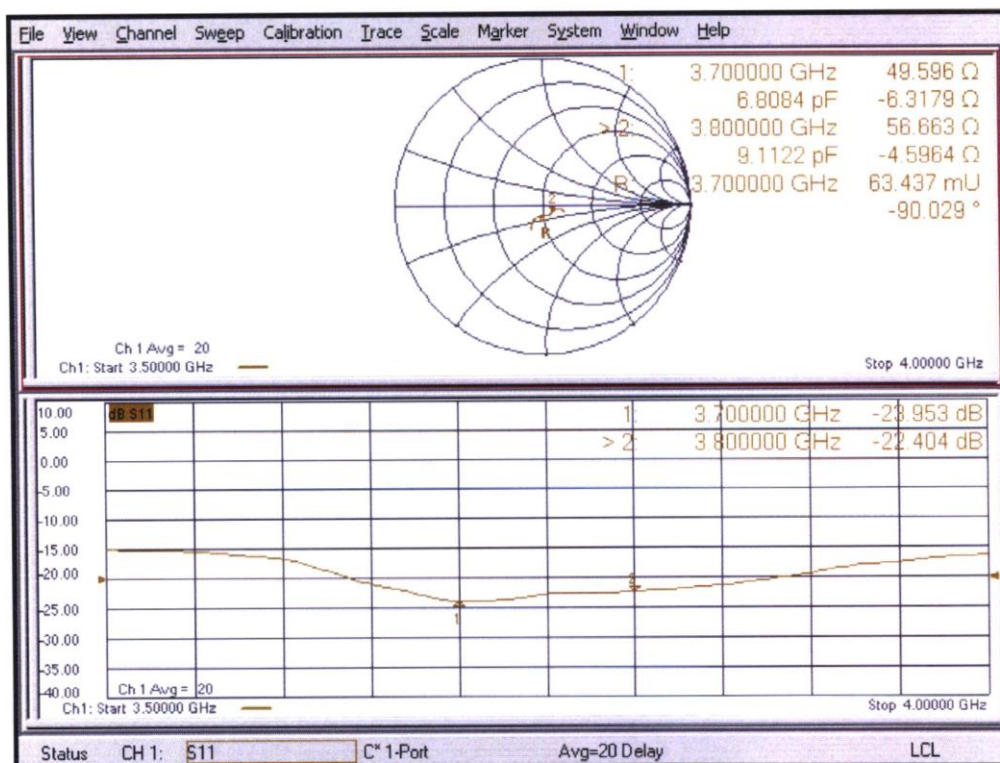 File View Channel Sweep Calibration Trace Scale Marker System Window Help
1: 3.700000 GHz 49.596 Ω
6.8084 pF -6.3179 Ω
> 2: 3.800000 GHz 56.663 Ω
9.1122 pF -4.5964 Ω
R: 3.700000 GHz 63.437 mU
-90.029 °
2
R
Ch 1 Avg = 20
Ch1: Start 3.50000 GHz
Stop 4.00000 GHz
10.00
dB S11
1: 3.700000 GHz -23.953 dB
5.00
> 2: 3.800000 GHz -22.404 dB
0.00
-5.00
-10.00
-15.00
-20.00
2
-25.00
1
-30.00
-35.00
-40.00
Ch 1 Avg = 20
Ch1: Start 3.50000 GHz
Stop 4.00000 GHz
Status CH 1: S11 C* 1-Port Avg=20 Delay LCL